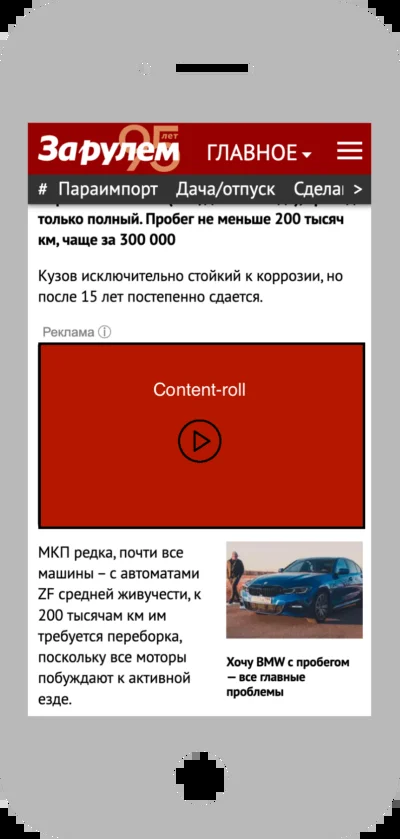 За рулем 95 лет ГЛАВНОЕ
# Параимпорт Дача/отпуск Сдела >
только полный. Пробег не меньше 200 тысяч
км, чаще за 300 000
Кузов исключительно стойкий к коррозии, но
после 15 лет постепенно сдается.
Реклама
Content-roll
МКП редка, почти все
машины – с автоматами
ZF средней живучести, к
200 тысячам км им
требуется переборка,
поскольку все моторы
побуждают к активной
езде.
Хочу BMW с пробегом
— все главные
проблемы